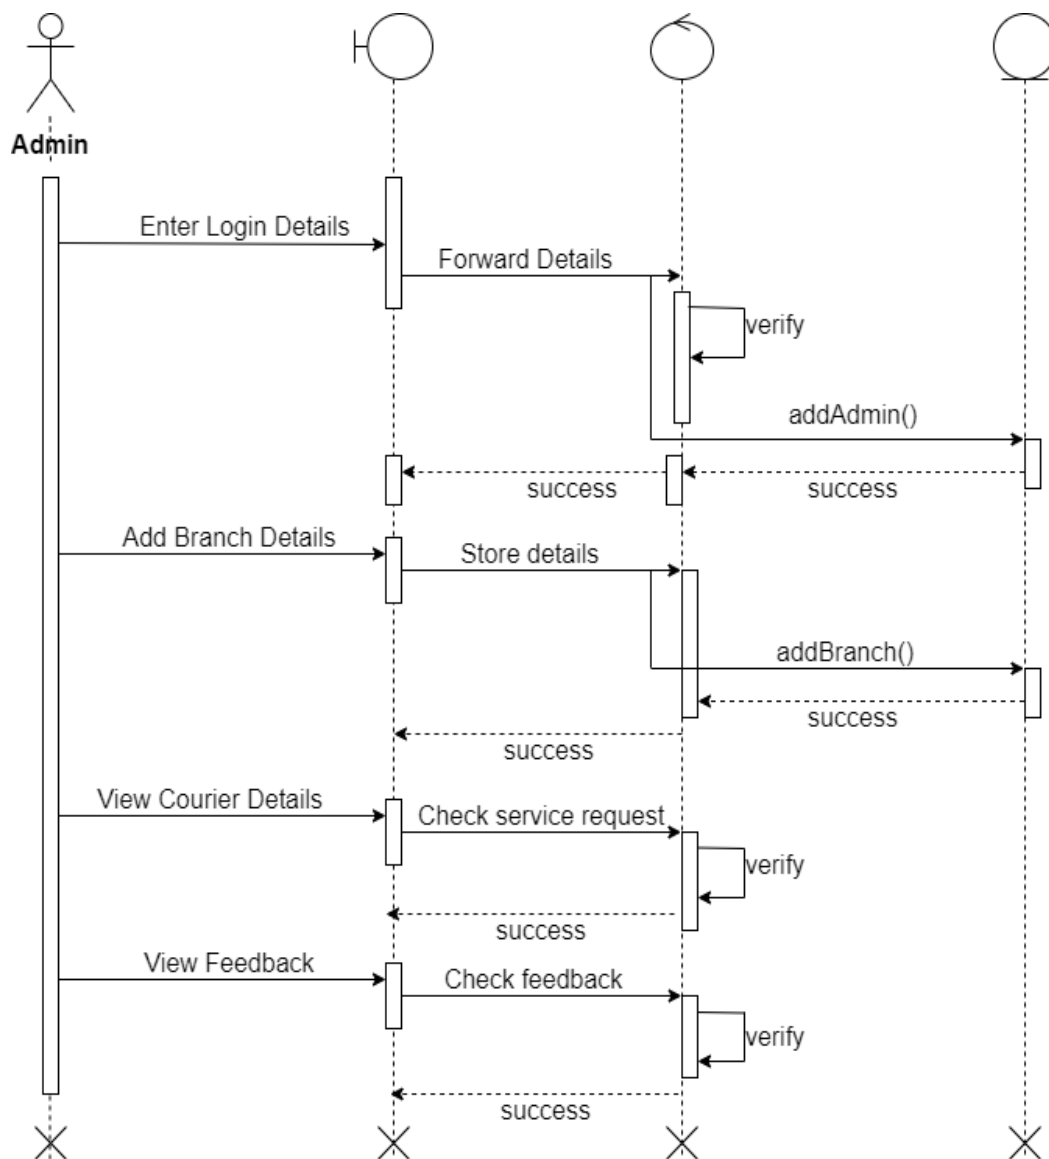 Admin
Enter Login Details
Forward Details
verify
addAdmin()
success
success
Add Branch Details
Store details
addBranch()
success
success
View Courier Details
Check service request
verify
success
View Feedback
Check feedback
verify
success